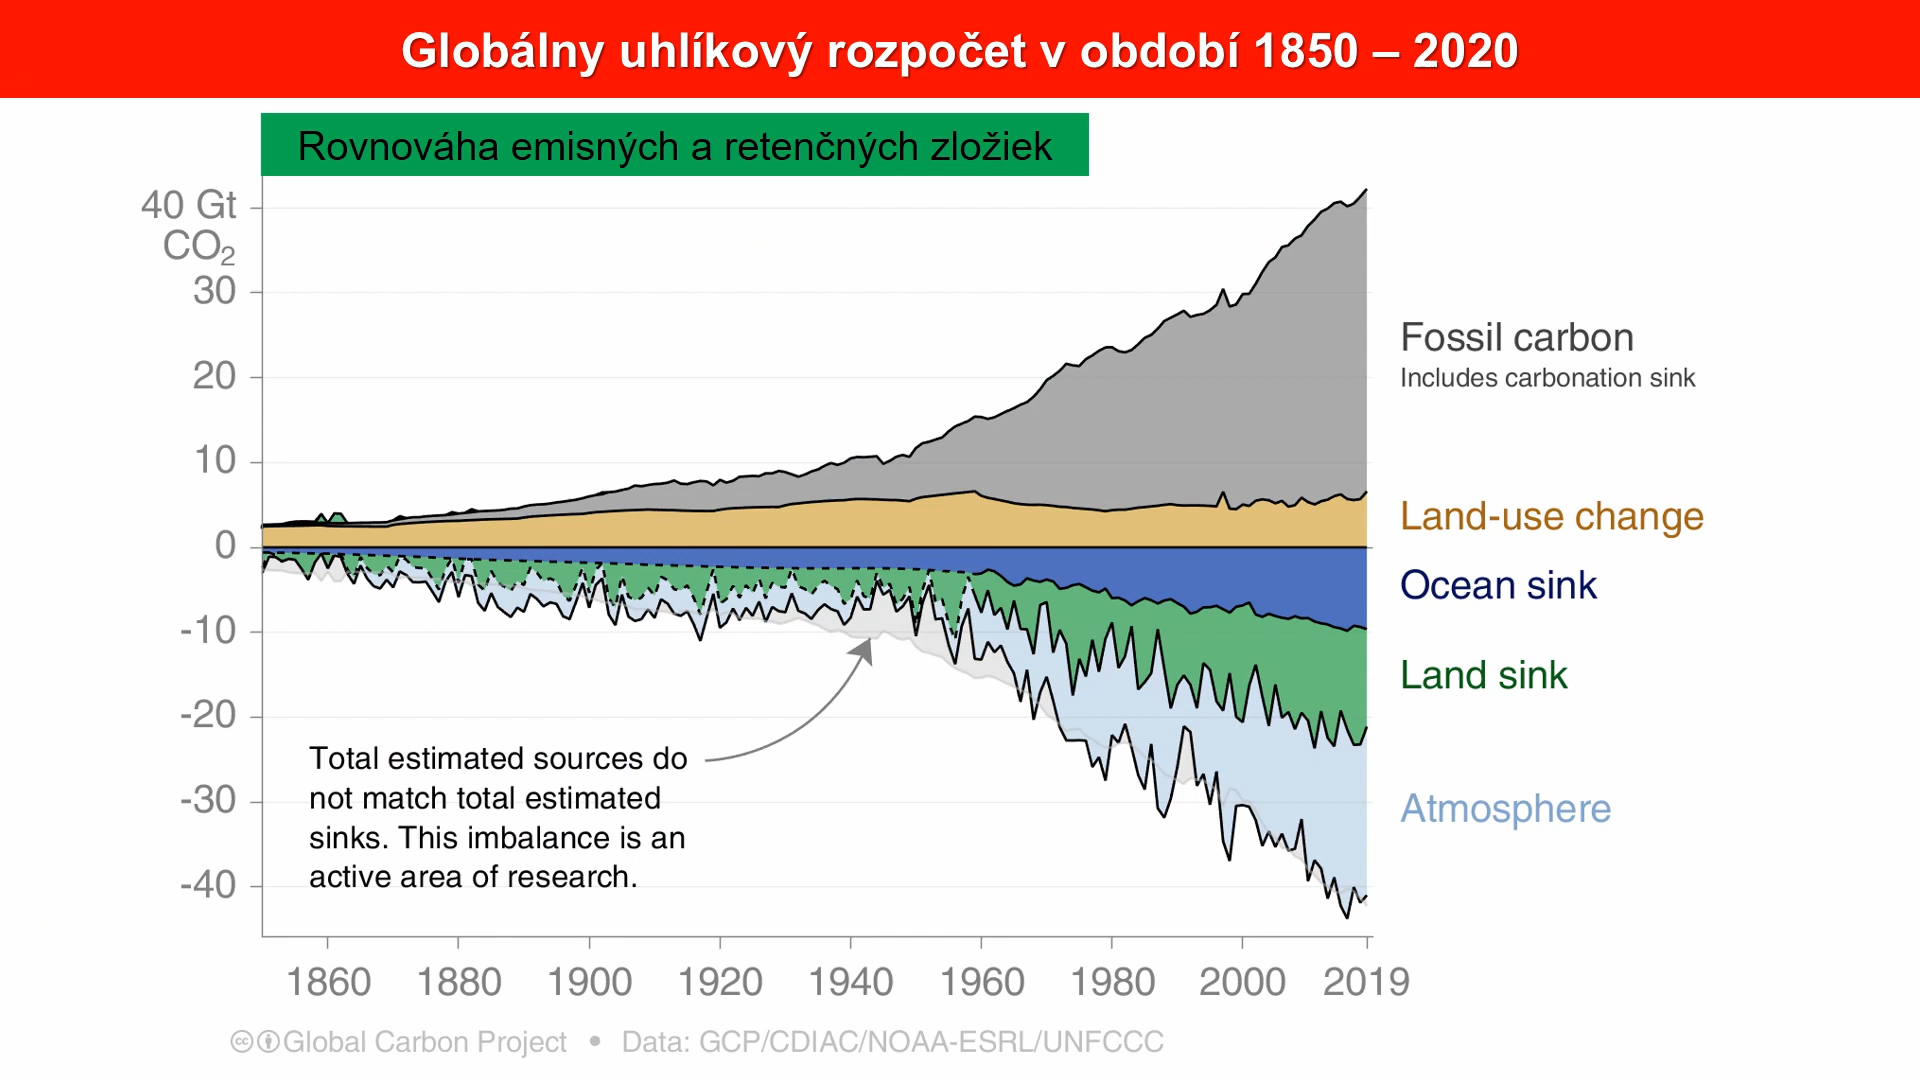 Globálny uhlíkový rozpočet v období 1850 – 2020
Rovnováha emisných a retenčných zložiek
40 Gt
CO₂
30
20
10
0
-10
-20
-30
-40
Fossil carbon
Includes carbonation sink
Land-use change
Ocean sink
Land sink
Atmosphere
Total estimated sources do
not match total estimated
sinks. This imbalance is an
active area of research.
1860 1880 1900 1920 1940 1960 1980 2000 2019
Global Carbon Project • Data: GCP/CDIAC/NOAA-ESRL/UNFCCC